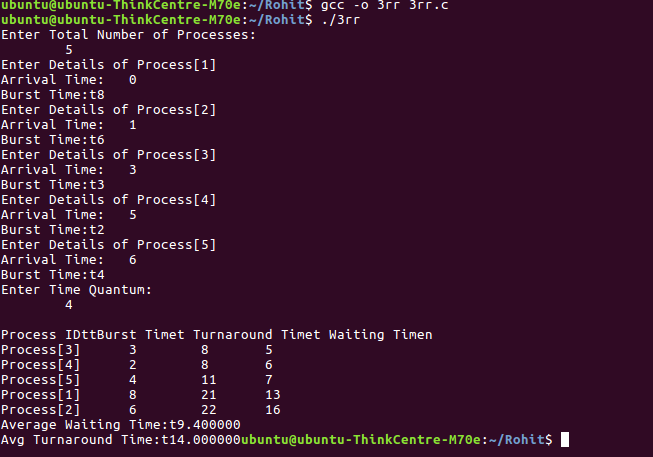 ubuntu@ubuntu-ThinkCentre-M70e:~/Rohit$ gcc -o 3rr 3rr.c
ubuntu@ubuntu-ThinkCentre-M70e:~/Rohit$ ./3rr
Enter Total Number of Processes:
5
Enter Details of Process[1]
Arrival Time: 0
Burst Time:t8
Enter Details of Process[2]
Arrival Time: 1
Burst Time:t6
Enter Details of Process[3]
Arrival Time: 3
Burst Time:t3
Enter Details of Process[4]
Arrival Time: 5
Burst Time:t2
Enter Details of Process[5]
Arrival Time: 6
Burst Time:t4
Enter Time Quantum:
4
Process IDttBurst Timet Turnaround Timet Waiting Timen
Process[3] 3 8 5
Process[4] 2 8 6
Process[5] 4 11 7
Process[1] 8 21 13
Process[2] 6 22 16
Average Waiting Time:t9.400000
Avg Turnaround Time:t14.000000ubuntu@ubuntu-ThinkCentre-M70e:~/Rohit$